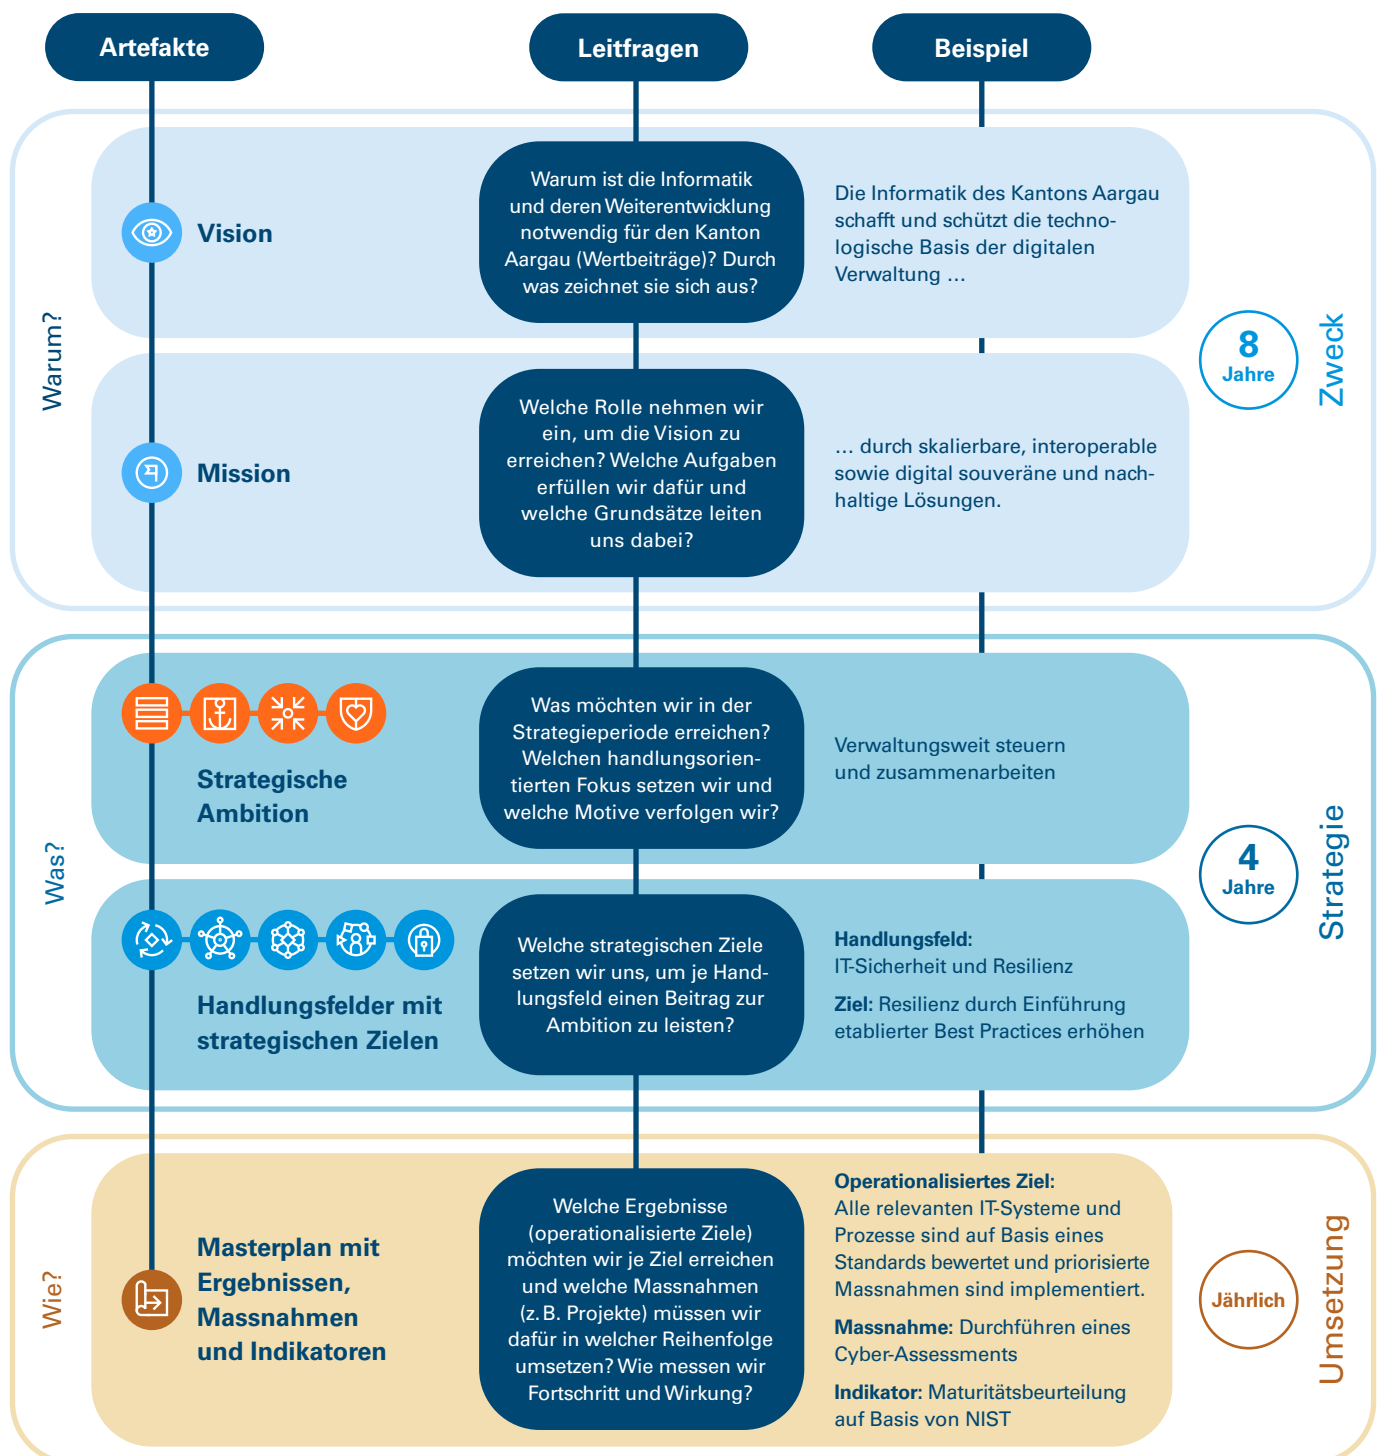 Artefakte
Leitfragen
Beispiel
Warum?
Vision
Warum ist die Informatik
und deren Weiterentwicklung
notwendig für den Kanton
Aargau (Wertbeiträge)? Durch
was zeichnet sie sich aus?
Die Informatik des Kantons Aargau
schafft und schützt die techno-
logische Basis der digitalen
Verwaltung …
Mission
Welche Rolle nehmen wir
ein, um die Vision zu
erreichen? Welche Aufgaben
erfüllen wir dafür und
welche Grundsätze leiten
uns dabei?
… durch skalierbare, interoperable
sowie digital souveräne und nach-
haltige Lösungen.
8
Jahre
Zweck
Was?
Strategische
Ambition
Was möchten wir in der
Strategieperiode erreichen?
Welchen handlungsorien-
tierten Fokus setzen wir und
welche Motive verfolgen wir?
Verwaltungsweit steuern
und zusammenarbeiten
Handlungsfelder mit
strategischen Zielen
Welche strategischen Ziele
setzen wir uns, um je Hand-
lungsfeld einen Beitrag zur
Ambition zu leisten?
Handlungsfeld:
IT-Sicherheit und Resilienz
Ziel: Resilienz durch Einführung
etablierter Best Practices erhöhen
4
Jahre
Strategie
Wie?
Masterplan mit
Ergebnissen,
Massnahmen
und Indikatoren
Welche Ergebnisse
(operationalisierte Ziele)
möchten wir je Ziel erreichen
und welche Massnahmen
(z. B. Projekte) müssen wir
dafür in welcher Reihenfolge
umsetzen? Wie messen wir
Fortschritt und Wirkung?
Operationalisiertes Ziel:
Alle relevanten IT-Systeme und
Prozesse sind auf Basis eines
Standards bewertet und priorisierte
Massnahmen sind implementiert.
Massnahme: Durchführen eines
Cyber-Assessments
Indikator: Maturitätsbeurteilung
auf Basis von NIST
Jährlich
Umsetzung